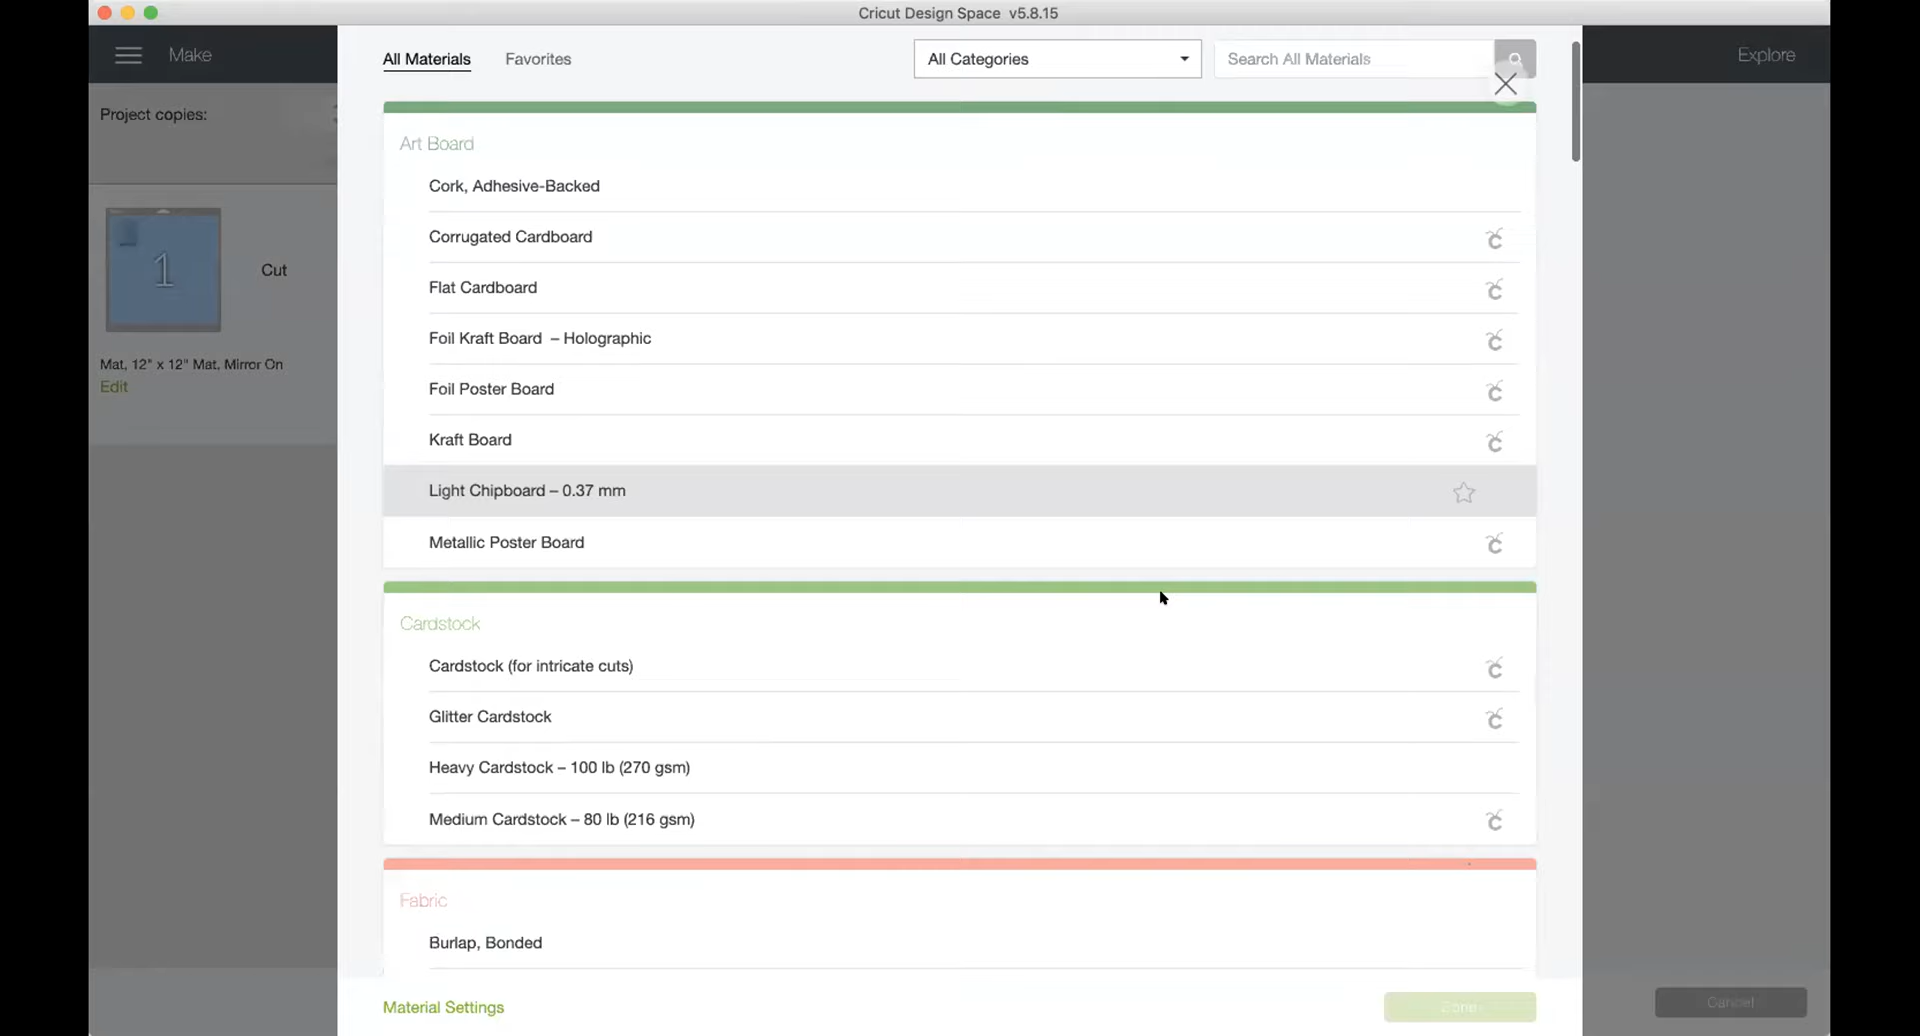 Cricut Design Space v5.8.15
Make
Explore
All Materials
Favorites
All Categories
Search All Materials
Project copies:
1
Cut
Mat, 12" x 12" Mat, Mirror On
Edit
Art Board
Cork, Adhesive-Backed
Corrugated Cardboard
Flat Cardboard
Foil Kraft Board – Holographic
Foil Poster Board
Kraft Board
Light Chipboard – 0.37 mm
Metallic Poster Board
Cardstock
Cardstock (for intricate cuts)
Glitter Cardstock
Heavy Cardstock – 100 lb (270 gsm)
Medium Cardstock – 80 lb (216 gsm)
Fabric
Burlap, Bonded
Material Settings
Done
Cancel